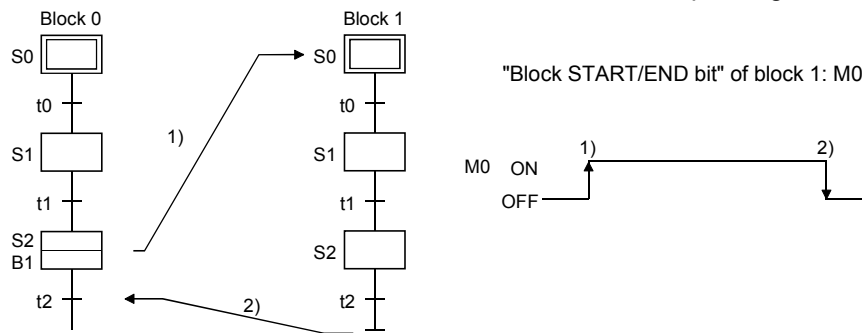 Block 0
S0
t0
S1
t1
S2
B1
t2
1)
2)
Block 1
S0
t0
S1
t1
S2
t2
"Block START/END bit" of block 1: M0
M0 ON
OFF
1)
2)